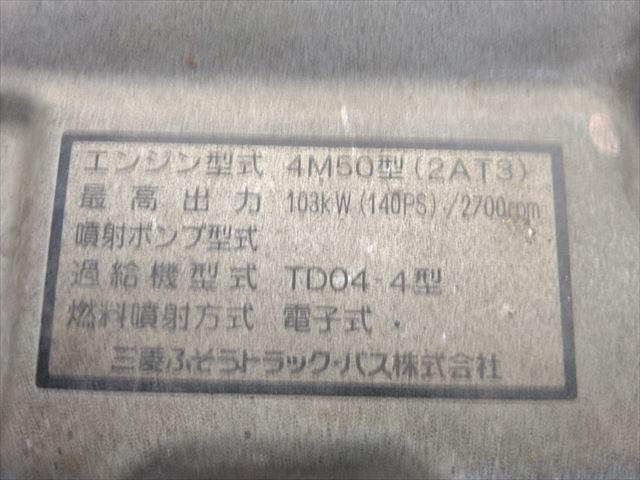 エンジン型式 4M50型(2AT3)
最高出力 103kW(140PS)/2700rpm
噴射ポンプ型式
過給機型式 TD04-4型
燃料噴射方式 電子式・
三菱ふそうトラック・バス株式会社